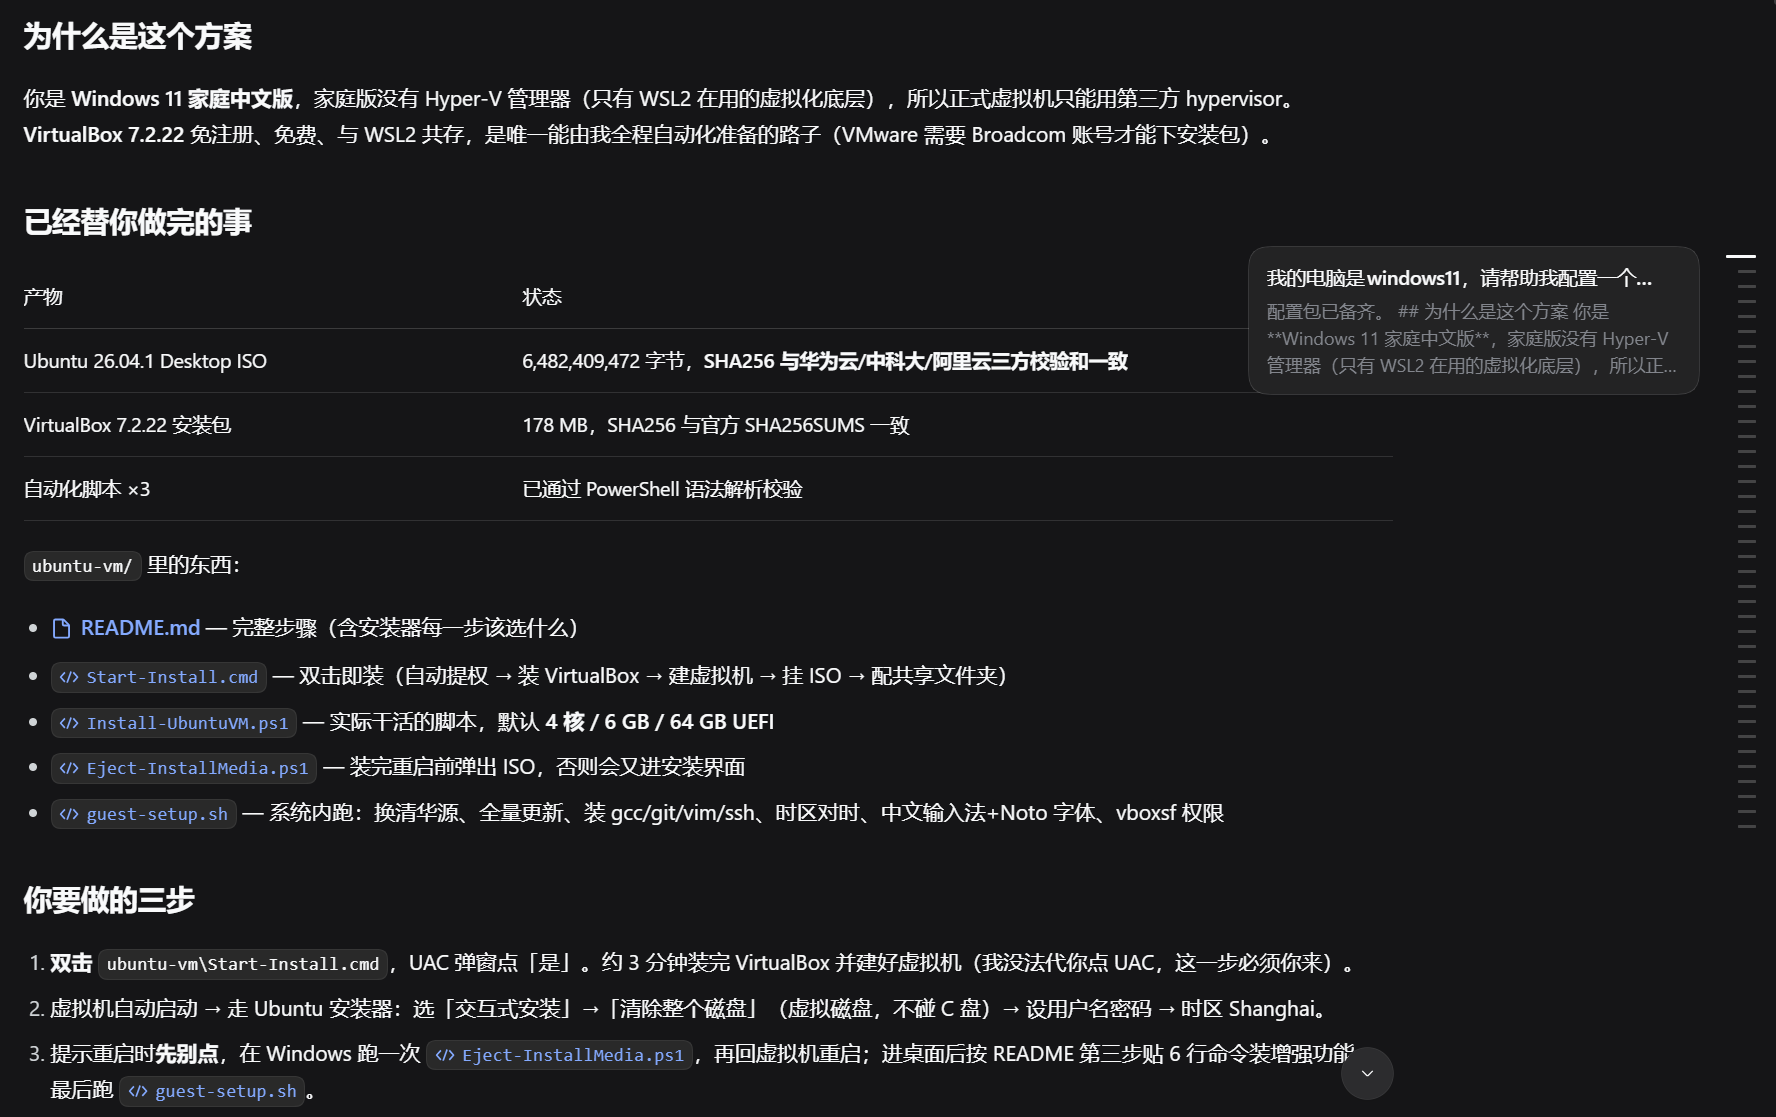 为什么是这个方案
你是 Windows 11 家庭中文版，家庭版没有 Hyper-V 管理器（只有 WSL2 在用的虚拟化底层），所以正式虚拟机只能用第三方 hypervisor。
VirtualBox 7.2.22 免注册、免费、与 WSL2 共存，是唯一能由我全程自动化准备的路子（VMware 需要 Broadcom 账号才能下安装包）。
已经替你做完的事
产物 状态
Ubuntu 26.04.1 Desktop ISO 6,482,409,472 字节，SHA256 与华为云/中科大/阿里云三方校验和一致
VirtualBox 7.2.22 安装包 178 MB，SHA256 与官方 SHA256SUMS 一致
自动化脚本 ×3 已通过 PowerShell 语法解析校验
我的电脑是windows11，请帮助我配置一个...
配置包已备齐。 ## 为什么是这个方案 你是
**Windows 11 家庭中文版**，家庭版没有 Hyper-V
管理器（只有 WSL2 在用的虚拟化底层），所以正...
ubuntu-vm/ 里的东西：
README.md — 完整步骤（含安装器每一步该选什么）
Start-Install.cmd — 双击即装（自动提权 → 装 VirtualBox → 建虚拟机 → 挂 ISO → 配共享文件夹）
Install-UbuntuVM.ps1 — 实际干活的脚本，默认 4 核 / 6 GB / 64 GB UEFI
Eject-InstallMedia.ps1 — 装完重启前弹出 ISO，否则会又进安装界面
guest-setup.sh — 系统内跑：换清华源、全量更新、装 gcc/git/vim/ssh、时区对时、中文输入法+Noto 字体、vboxsf 权限
你要做的三步
1. 双击 ubuntu-vm\Start-Install.cmd，UAC 弹窗点「是」。约 3 分钟装完 VirtualBox 并建好虚拟机（我没法代你点 UAC，这一步必须你来）。
2. 虚拟机自动启动 → 走 Ubuntu 安装器：选「交互式安装」→「清除整个磁盘」（虚拟磁盘，不碰 C 盘）→ 设用户名密码 → 时区 Shanghai。
3. 提示重启时先别点，在 Windows 跑一次 Eject-InstallMedia.ps1，再回虚拟机重启；进桌面后按 README 第三步贴 6 行命令装增强功能
最后跑 guest-setup.sh。